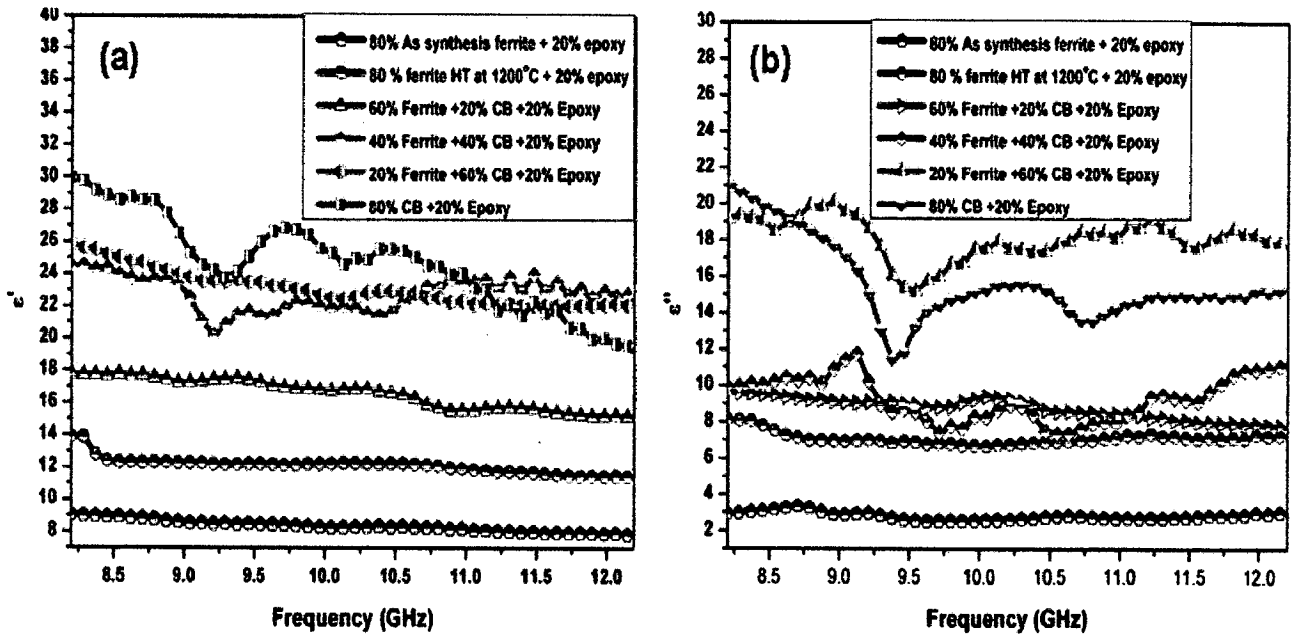 (a)
80% As synthesis ferrite + 20% epoxy
80 % ferrite HT at 1200°C + 20% epoxy
60% Ferrite +20% CB +20% Epoxy
40% Ferrite +40% CB +20% Epoxy
20% Ferrite +60% CB +20% Epoxy
80% CB +20% Epoxy
40
38
36
34
32
30
28
26
24
22
20
18
16
14
12
10
8
ε'
8.5 9.0 9.5 10.0 10.5 11.0 11.5 12.0
Frequency (GHz)
(b)
80% As synthesis ferrite + 20% epoxy
80 % ferrite HT at 1200°C + 20% epoxy
60% Ferrite +20% CB +20% Epoxy
40% Ferrite +40% CB +20% Epoxy
20% Ferrite +60% CB +20% Epoxy
80% CB +20% Epoxy
30
28
26
24
22
20
18
16
14
12
10
8
6
4
2
ε''
8.5 9.0 9.5 10.0 10.5 11.0 11.5 12.0
Frequency (GHz)